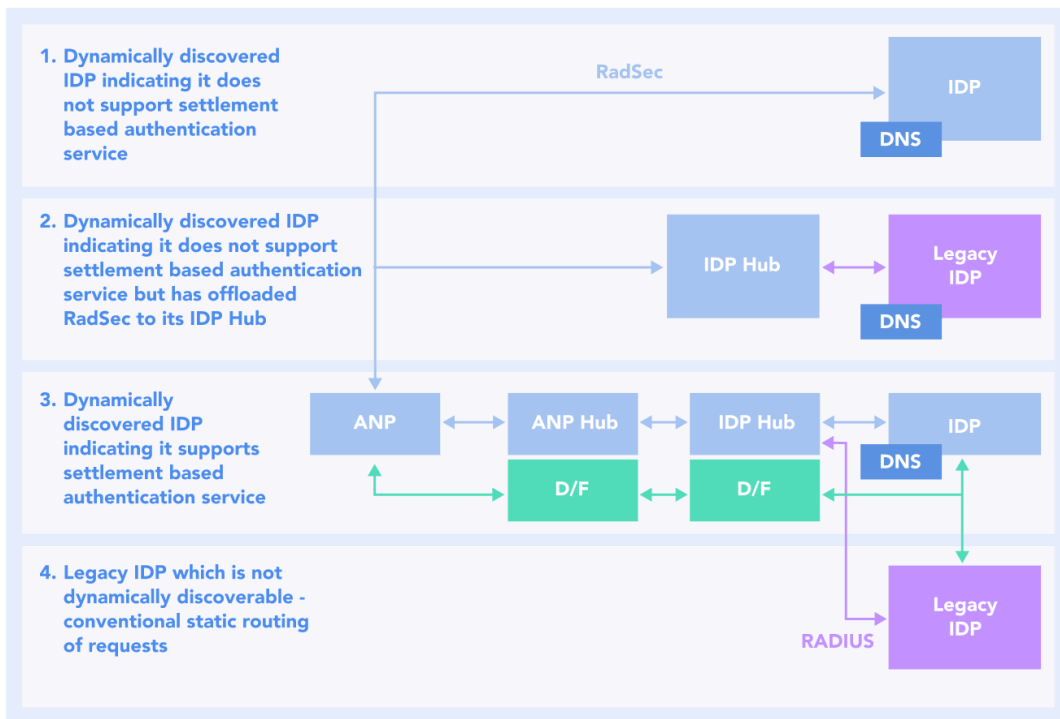 1. Dynamically discovered
IDP indicating it does
not support settlement
based authentication
service
RadSec
IDP
DNS
2. Dynamically discovered IDP
indicating it does not support
settlement based authentication
service but has offloaded
RadSec to its IDP Hub
IDP Hub
Legacy
IDP
DNS
3. Dynamically
discovered IDP
indicating it supports
settlement based
authentication service
ANP
ANP Hub
IDP Hub
IDP
DNS
D/F
D/F
4. Legacy IDP which is not
dynamically discoverable -
conventional static routing
of requests
RADIUS
Legacy
IDP